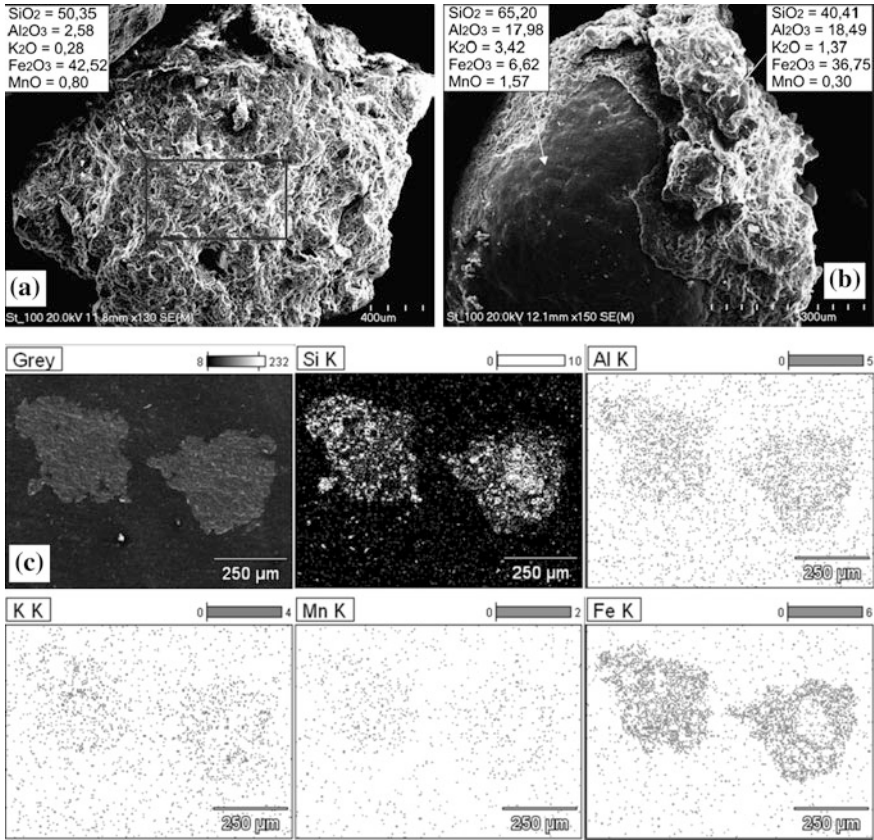 SiO2 = 50,35
Al2O3 = 2,58
K2O = 0,28
Fe2O3 = 42,52
MnO = 0,80
(a)
St_100 20.0kV 11.8mm x130 SE(M)
400um
SiO2 = 65,20
Al2O3 = 17,98
K2O = 3,42
Fe2O3 = 6,62
MnO = 1,57
SiO2 = 40,41
Al2O3 = 18,49
K2O = 1,37
Fe2O3 = 36,75
MnO = 0,30
(b)
St_100 20.0kV 12.1mm x150 SE(M)
300um
Grey
8 232
(c)
250 µm
Si K
0 10
250 µm
Al K
0 5
250 µm
K K
0 4
250 µm
Mn K
0 2
250 µm
Fe K
0 6
250 µm